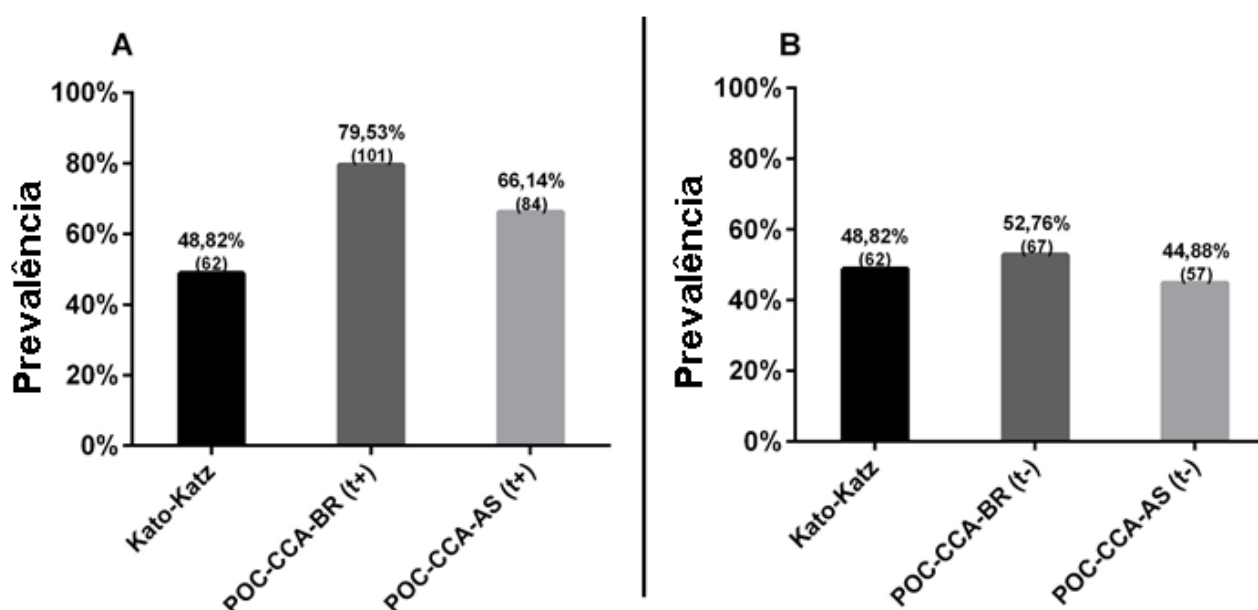 A
Prevalência
100%
80%
60%
40%
20%
0%
48,82%
(62)
79,53%
(101)
66,14%
(84)
Kato-Katz
POC-CCA-BR (t+)
POC-CCA-AS (t+)
B
Prevalência
100%
80%
60%
40%
20%
0%
48,82%
(62)
52,76%
(67)
44,88%
(57)
Kato-Katz
POC-CCA-BR (t-)
POC-CCA-AS (t-)